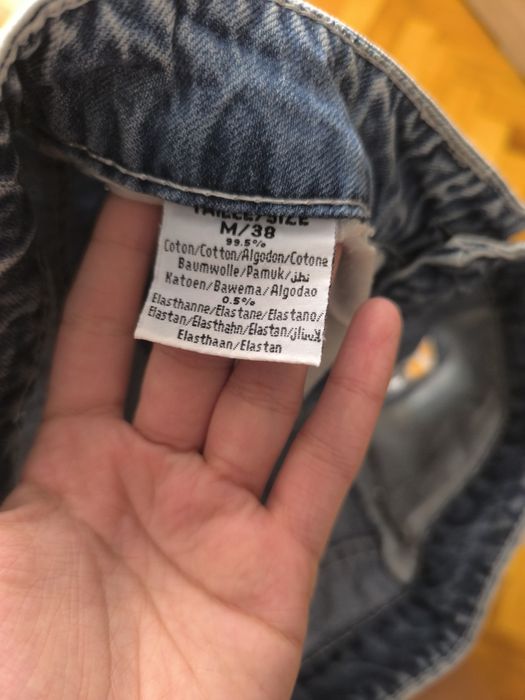 TAILLE/SIZE
M/38
99.5%
Coton/Cotton/Algodon/Cotone
Baumwolle/Pamuk/
Katoen/Bawema/Algodao
0.5%
Elasthanne/Elastane/Elastano/
Elastan/Elasthahn/Elastan/
Elasthaan/Elastan